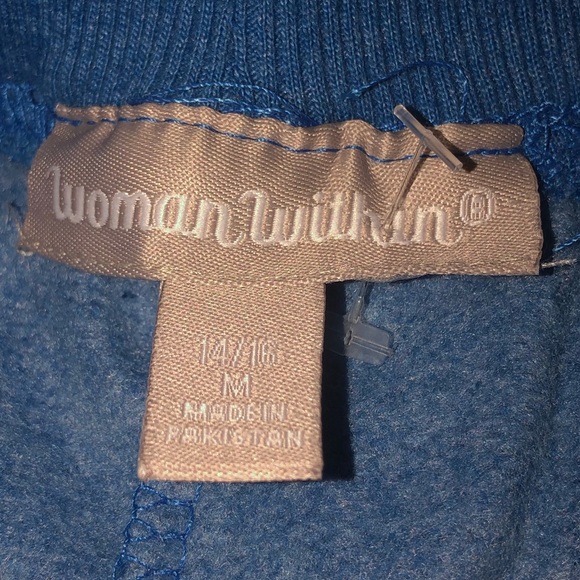 Woman Within®
14/16
M
MADE IN
PAKISTAN